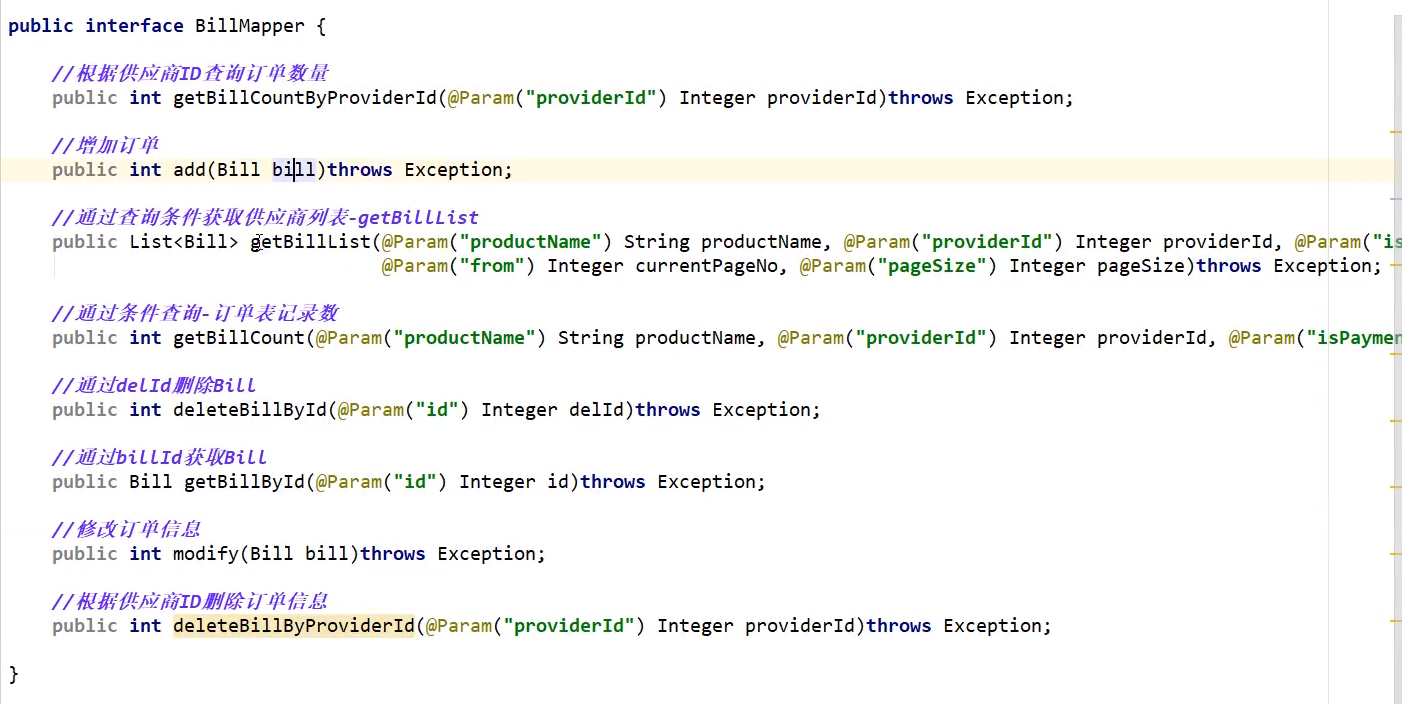 public interface BillMapper {
//根据供应商ID查询订单数量
public int getBillCountByProviderId(@Param("providerId") Integer providerId)throws Exception;
//增加订单
public int add(Bill bill)throws Exception;
//通过查询条件获取供应商列表-getBillList
public List<Bill> getBillList(@Param("productName") String productName, @Param("providerId") Integer providerId, @Param("is
@Param("from") Integer currentPageNo, @Param("pageSize") Integer pageSize)throws Exception;
//通过条件查询-订单表记录数
public int getBillCount(@Param("productName") String productName, @Param("providerId") Integer providerId, @Param("isPaymen
//通过delId删除Bill
public int deleteBillById(@Param("id") Integer delId)throws Exception;
//通过billId获取Bill
public Bill getBillById(@Param("id") Integer id)throws Exception;
//修改订单信息
public int modify(Bill bill)throws Exception;
//根据供应商ID删除订单信息
public int deleteBillByProviderId(@Param("providerId") Integer providerId)throws Exception;
}